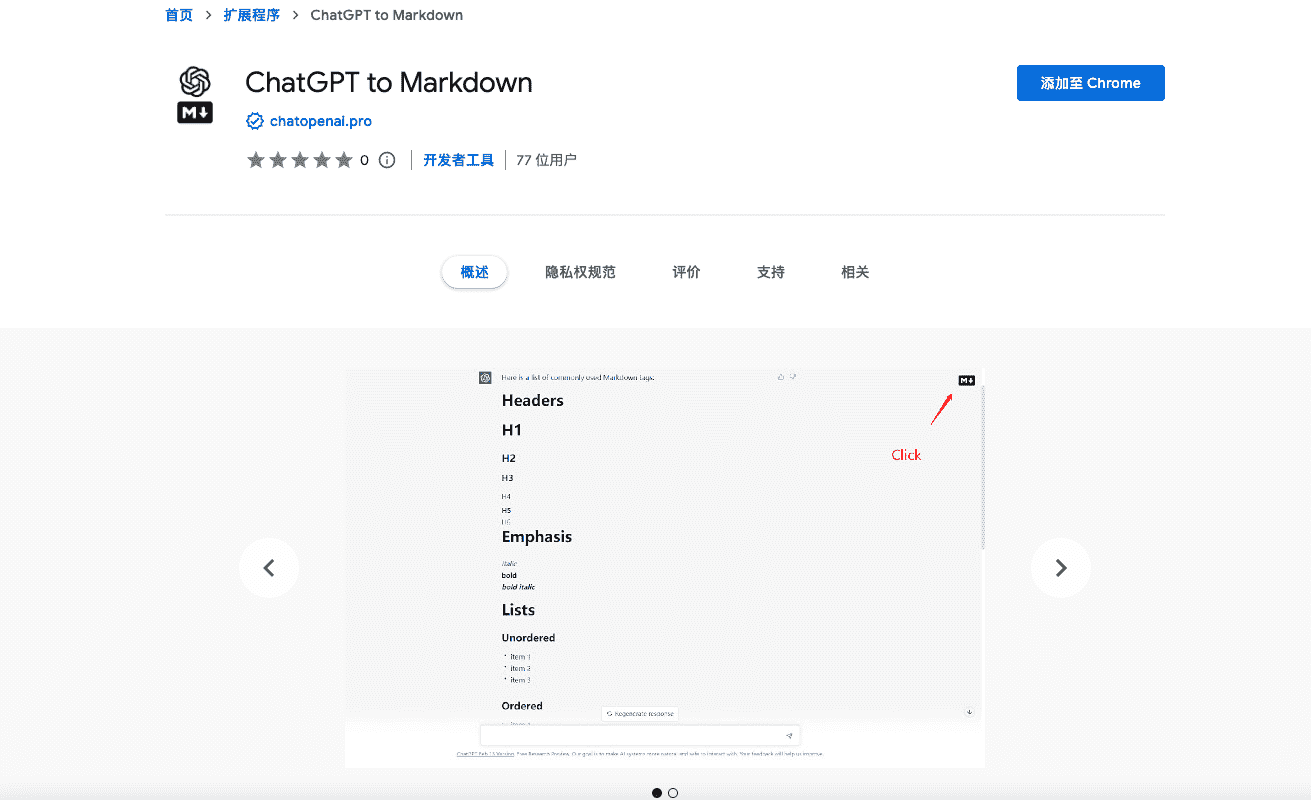 首页 > 扩展程序 > ChatGPT to Markdown
ChatGPT to Markdown
添加至 Chrome
M
chatopenai.pro
0 开发者工具 77 位用户
概述 隐私权规范 评价 支持 相关
Here is a list of commonly used Markdown tags:
M
Headers
H1
Click
H2
H3
H4
H5
H6
Emphasis
italic
bold
bold italic
Lists
Unordered
• item 1
• item 2
• item 3
Ordered
Regenerate response
ChatGPT Feb 13 Version. Free Research Preview. Our goal is to make AI systems more natural and safe to interact with. Your feedback will help us improve.